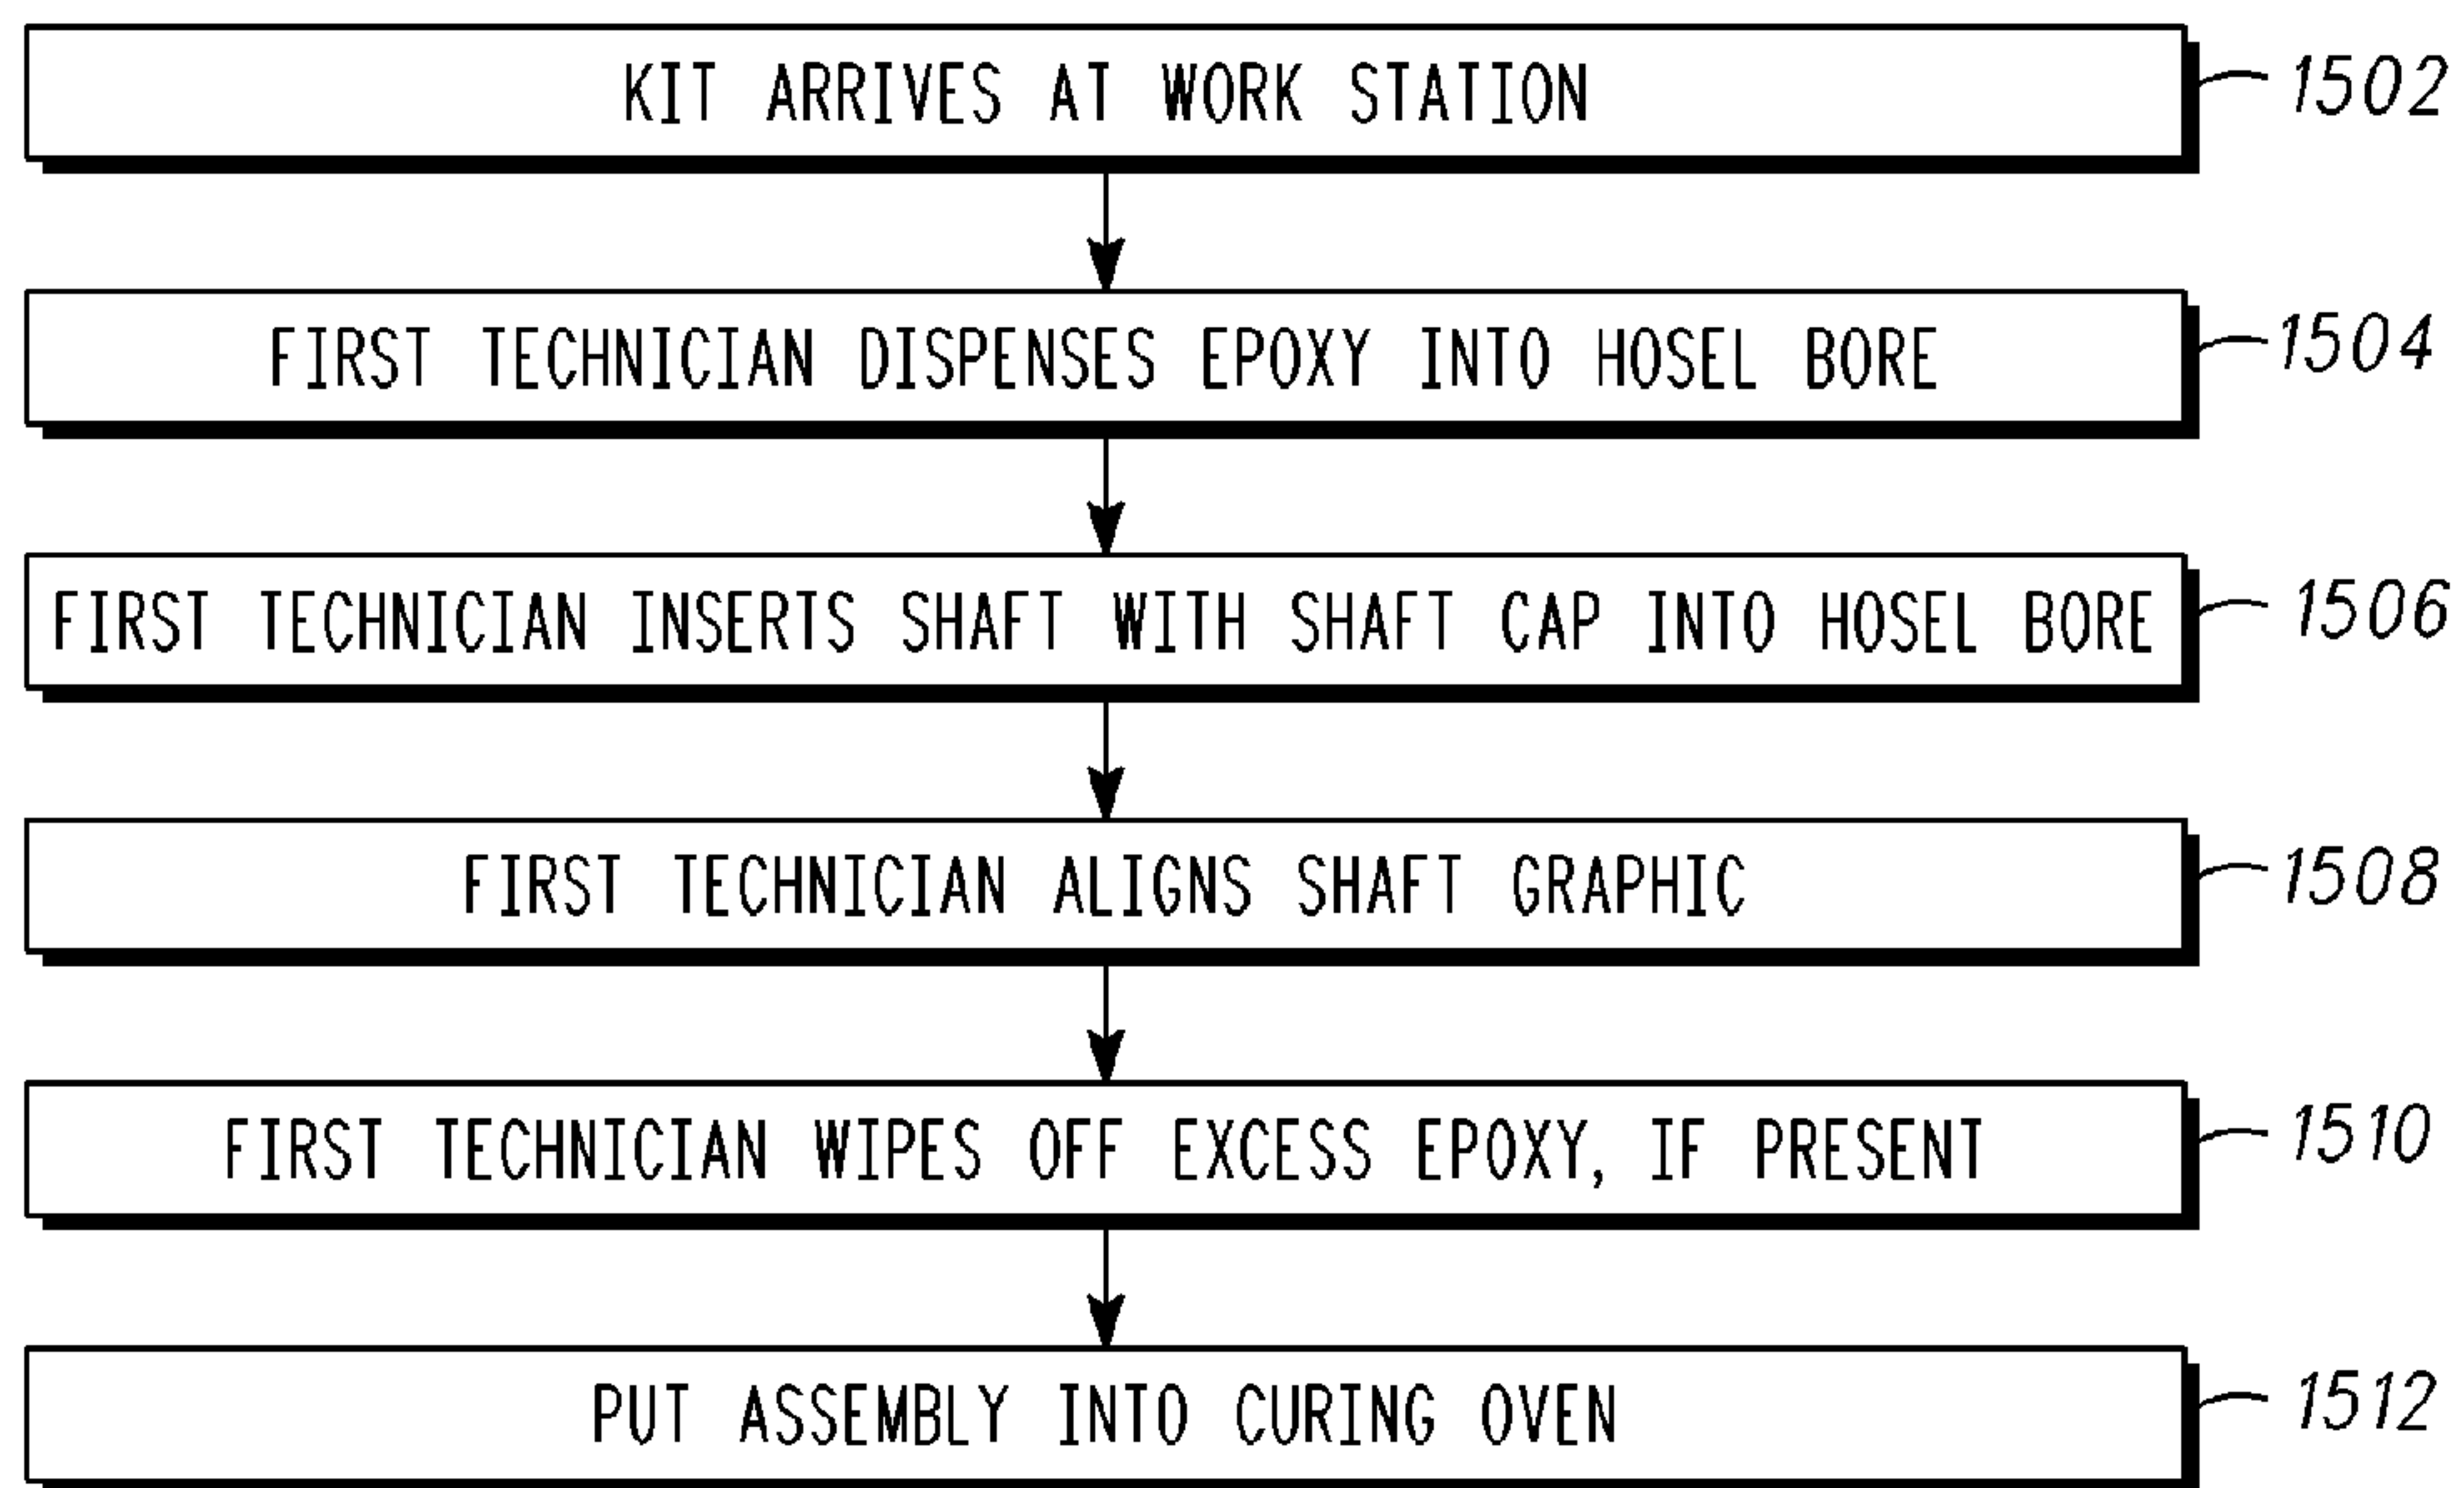 KIT ARRIVES AT WORK STATION 1502
FIRST TECHNICIAN DISPENSES EPOXY INTO HOSEL BORE 1504
FIRST TECHNICIAN INSERTS SHAFT WITH SHAFT CAP INTO HOSEL BORE 1506
FIRST TECHNICIAN ALIGNS SHAFT GRAPHIC 1508
FIRST TECHNICIAN WIPES OFF EXCESS EPOXY, IF PRESENT 1510
PUT ASSEMBLY INTO CURING OVEN 1512